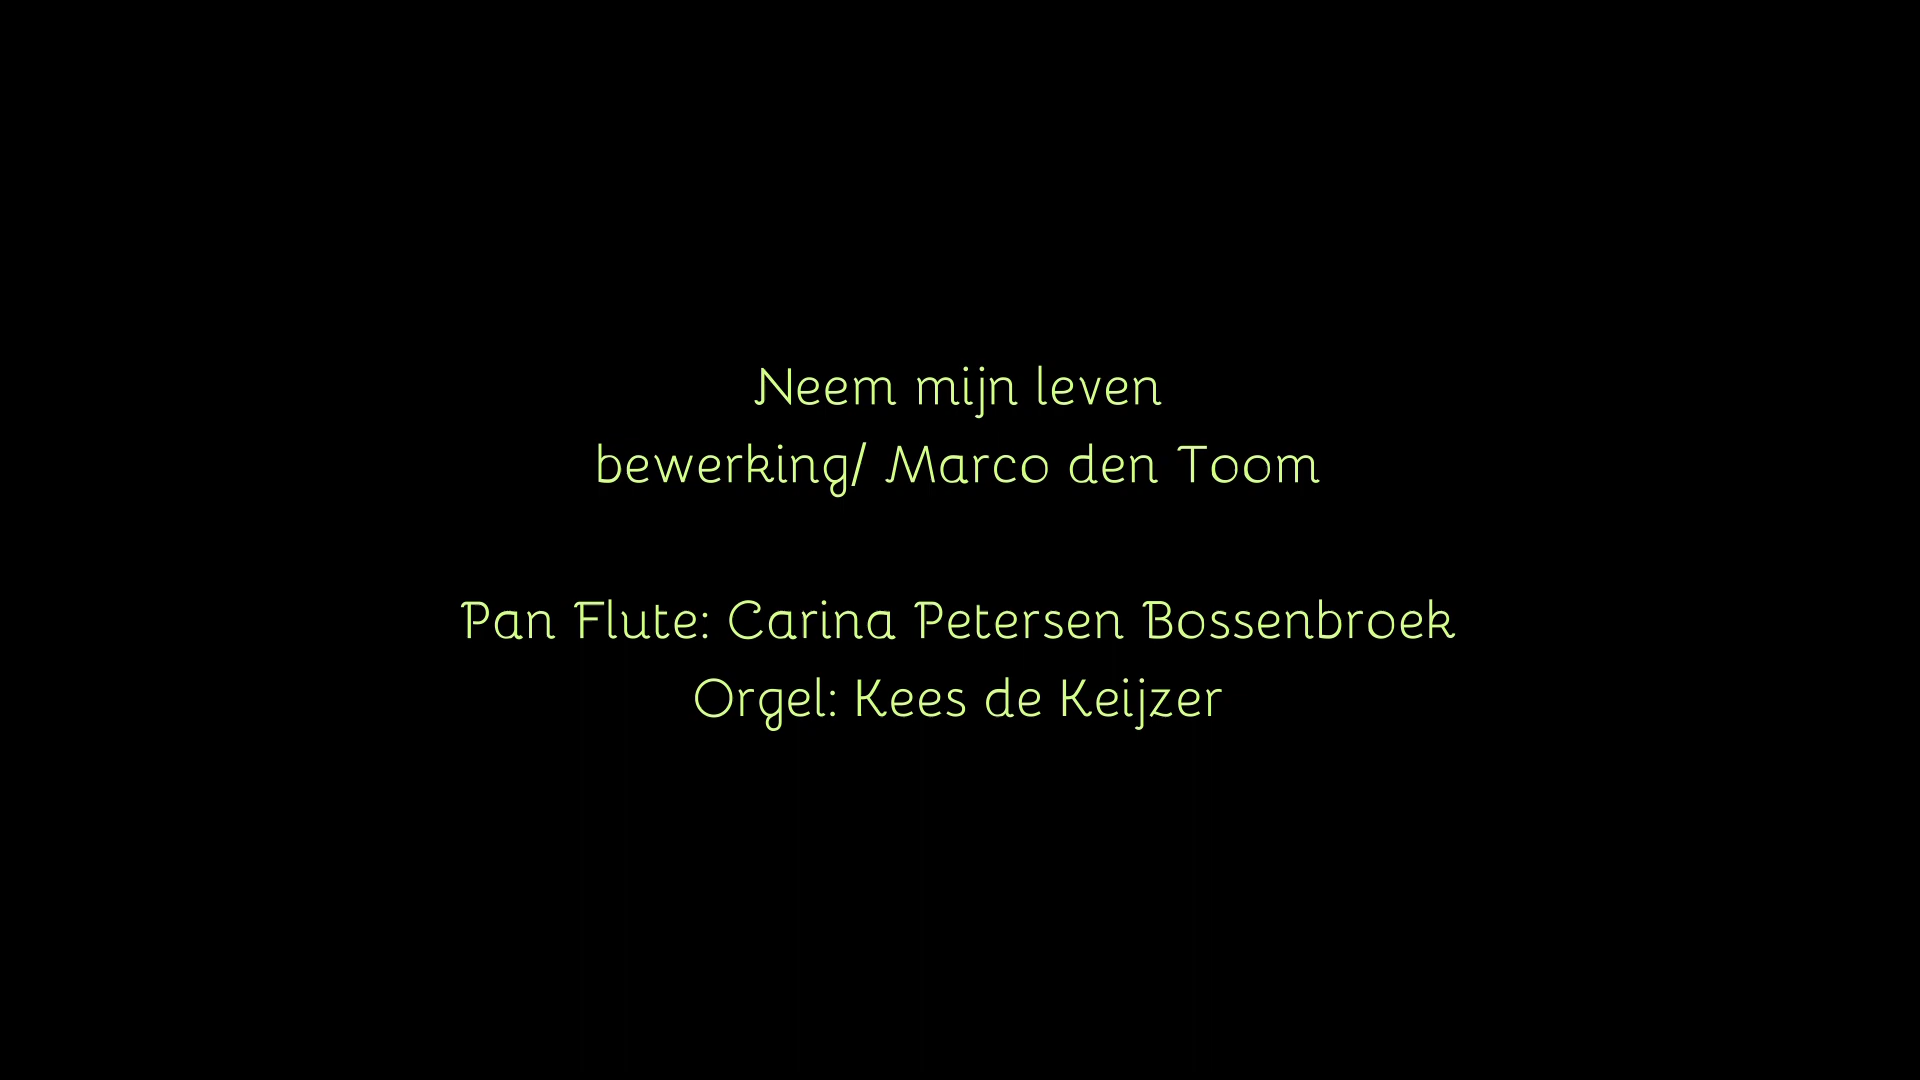 Neem mijn leven
bewerking/ Marco den Toom
Pan Flute: Carina Petersen Bossenbroek
Orgel: Kees de Keijzer